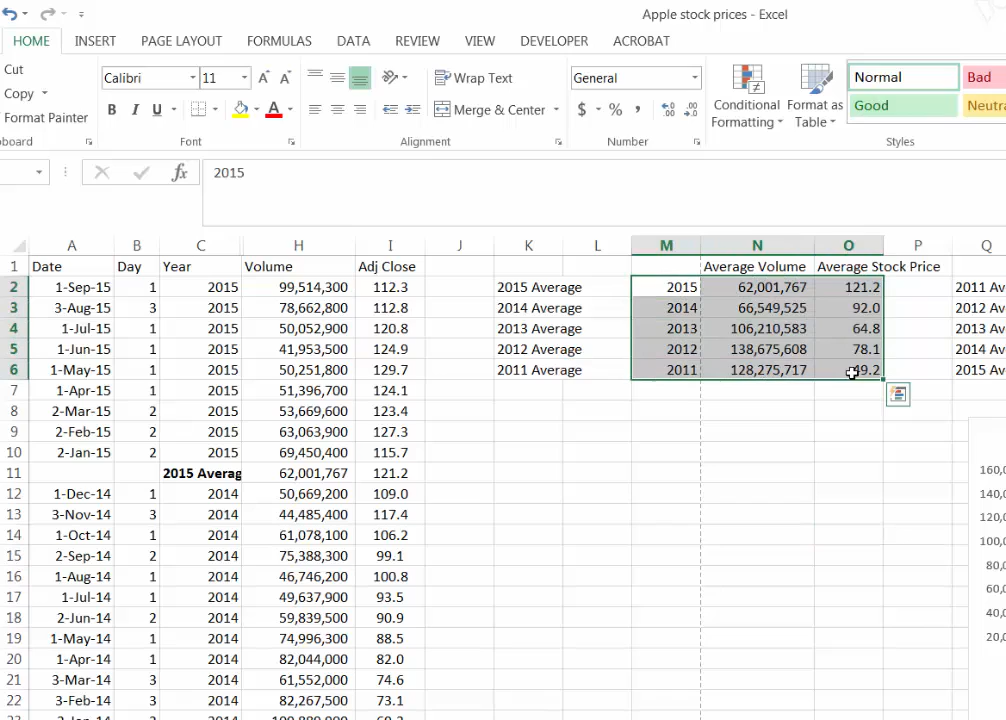 Apple stock prices - Excel
HOME INSERT PAGE LAYOUT FORMULAS DATA REVIEW VIEW DEVELOPER ACROBAT
Cut
Copy
Format Painter
Calibri 11
B I U
A A
A
Wrap Text
Merge & Center
General
$ % ,
Conditional Formatting
Format as Table
Normal Bad
Good
board Font Alignment Number Styles
fx 2015
A B C H I J K L M N O P Q
1 Date Day Year Volume Adj Close Average Volume Average Stock Price
2 1-Sep-15 1 2015 99,514,300 112.3 2015 Average 2015 62,001,767 121.2 2011 Av
3 3-Aug-15 3 2015 78,662,800 112.8 2014 Average 2014 66,549,525 92.0 2012 Av
4 1-Jul-15 1 2015 50,052,900 120.8 2013 Average 2013 106,210,583 64.8 2013 Av
5 1-Jun-15 1 2015 41,953,500 124.9 2012 Average 2012 138,675,608 78.1 2014 Av
6 1-May-15 1 2015 50,251,800 129.7 2011 Average 2011 128,275,717 49.2 2015 Av
7 1-Apr-15 1 2015 51,396,700 124.1
8 2-Mar-15 2 2015 53,669,600 123.4
9 2-Feb-15 2 2015 63,063,900 127.3
10 2-Jan-15 2 2015 69,450,400 115.7
11 2015 Averag 62,001,767 121.2
12 1-Dec-14 1 2014 50,669,200 109.0
13 3-Nov-14 3 2014 44,485,400 117.4
14 1-Oct-14 1 2014 61,078,100 106.2
15 2-Sep-14 2 2014 75,388,300 99.1
16 1-Aug-14 1 2014 46,746,200 100.8
17 1-Jul-14 1 2014 49,637,900 93.5
18 2-Jun-14 2 2014 59,839,500 90.9
19 1-May-14 1 2014 74,996,300 88.5
20 1-Apr-14 1 2014 82,044,000 82.0
21 3-Mar-14 3 2014 61,552,000 74.6
22 3-Feb-14 3 2014 82,267,500 73.1
160,
140,
120,
100,
80,
60,
40,
20,